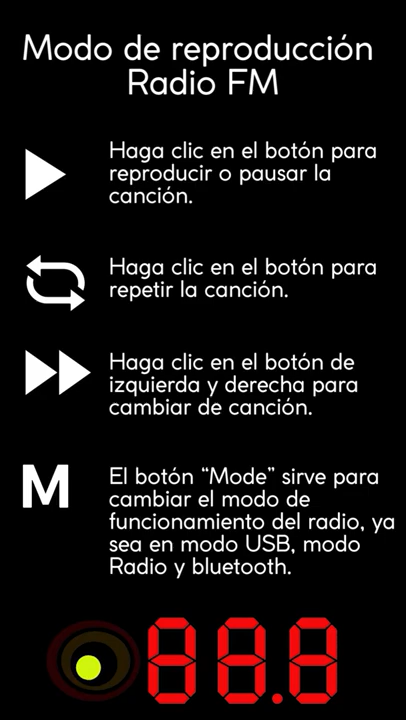 Modo de reproducción
Radio FM
Haga clic en el botón para
reproducir o pausar la
canción.
Haga clic en el botón para
repetir la canción.
Haga clic en el botón de
izquierda y derecha para
cambiar de canción.
M
El botón “Mode” sirve para
cambiar el modo de
funcionamiento del radio, ya
sea en modo USB, modo
Radio y bluetooth.
88.8